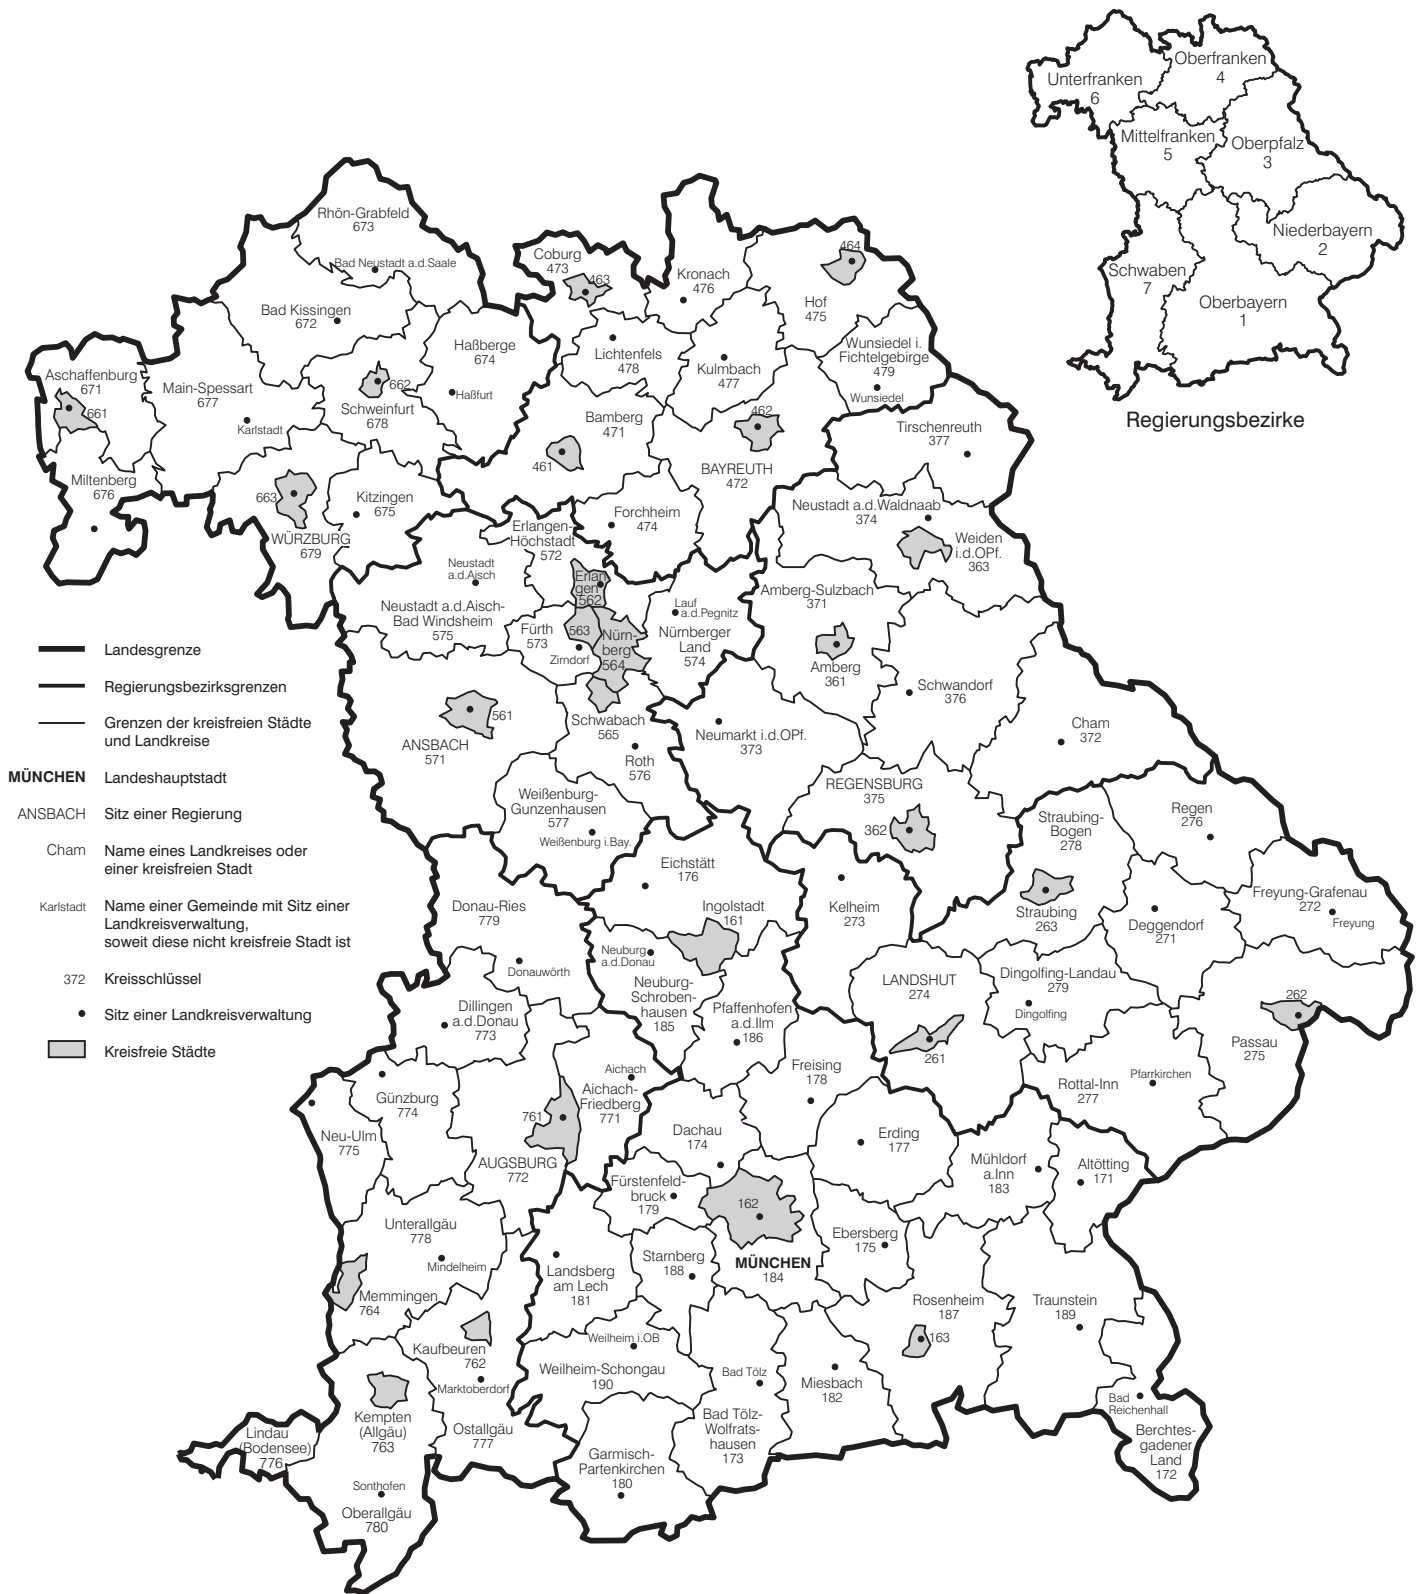 Unterfranken
6
Oberfranken
4
Mittelfranken
5
Oberpfalz
3
Niederbayern
2
Schwaben
7
Oberbayern
1
Regierungsbezirke
Rhön-Grabfeld
673
Bad Neustadt a.d.Saale
Bad Kissingen
672
Coburg
473
463
Kronach
476
464
Hof
475
Haßberge
674
Haßfurt
Lichtenfels
478
Kulmbach
477
Wunsiedel i.
Fichtelgebirge
479
Wunsiedel
Aschaffenburg
671
661
Main-Spessart
677
Karlstadt
662
Schweinfurt
678
Bamberg
471
461
462
BAYREUTH
472
Tirschenreuth
377
Miltenberg
676
663
WÜRZBURG
679
Kitzingen
675
Forchheim
474
Neustadt a.d.Waldnaab
374
Weiden
i.d.OPf.
363
Erlangen-
Höchstadt
572
Neustadt
a.d.Aisch
Neustadt a.d.Aisch-
Bad Windsheim
575
Erlan
gen
562
Fürth
573
563
Zirndorf
Nürn-
berg
564
Lauf
a.d.Pegnitz
Nürnberger
Land
574
Amberg-Sulzbach
371
Amberg
361
Schwandorf
376
Cham
372
561
ANSBACH
571
Schwabach
565
Roth
576
Neumarkt i.d.OPf.
373
Weißenburg-
Gunzenhausen
577
Weißenburg i.Bay.
REGENSBURG
375
362
Straubing-
Bogen
278
Regen
276
Straubing
263
Deggendorf
271
Freyung-Grafenau
272
Freyung
Landesgrenze
Regierungsbezirksgrenzen
Grenzen der kreisfreien Städte
und Landkreise
MÜNCHEN Landeshauptstadt
ANSBACH Sitz einer Regierung
Cham Name eines Landkreises oder
einer kreisfreien Stadt
Karlstadt Name einer Gemeinde mit Sitz einer
Landkreisverwaltung,
soweit diese nicht kreisfreie Stadt ist
372 Kreisschlüssel
Sitz einer Landkreisverwaltung
Kreisfreie Städte
Eichstätt
176
Ingolstadt
161
Kelheim
273
Donau-Ries
779
Donauwörth
Neuburg
a.d.Donau
Neuburg-
Schroben-
hausen
185
Pfaffenhofen
a.d.Ilm
186
LANDSHUT
274
261
Dingolfing-Landau
279
Dingolfing
262
Passau
275
Rottal-Inn
277
Pfarrkirchen
Dillingen
a.d.Donau
773
Aichach
Aichach-
Friedberg
771
Freising
178
Günzburg
774
Neu-Ulm
775
761
AUGSBURG
772
Dachau
174
Erding
177
Mühldorf
a.Inn
183
Altötting
171
Fürstenfeld-
bruck
179
162
MÜNCHEN
184
Ebersberg
175
Unterallgäu
778
Mindelheim
Memmingen
764
Landsberg
am Lech
181
Starnberg
188
Rosenheim
187
163
Traunstein
189
Kaufbeuren
762
Marktoberdorf
Ostallgäu
777
Weilheim i.OB
Weilheim-Schongau
190
Bad Tölz
Bad Tölz-
Wolfrats-
hausen
173
Miesbach
182
Bad
Reichenhall
Berchtes-
gadener
Land
172
Kempten
(Allgäu)
763
Lindau
(Bodensee)
776
Sonthofen
Oberallgäu
780
Garmisch-
Partenkirchen
180